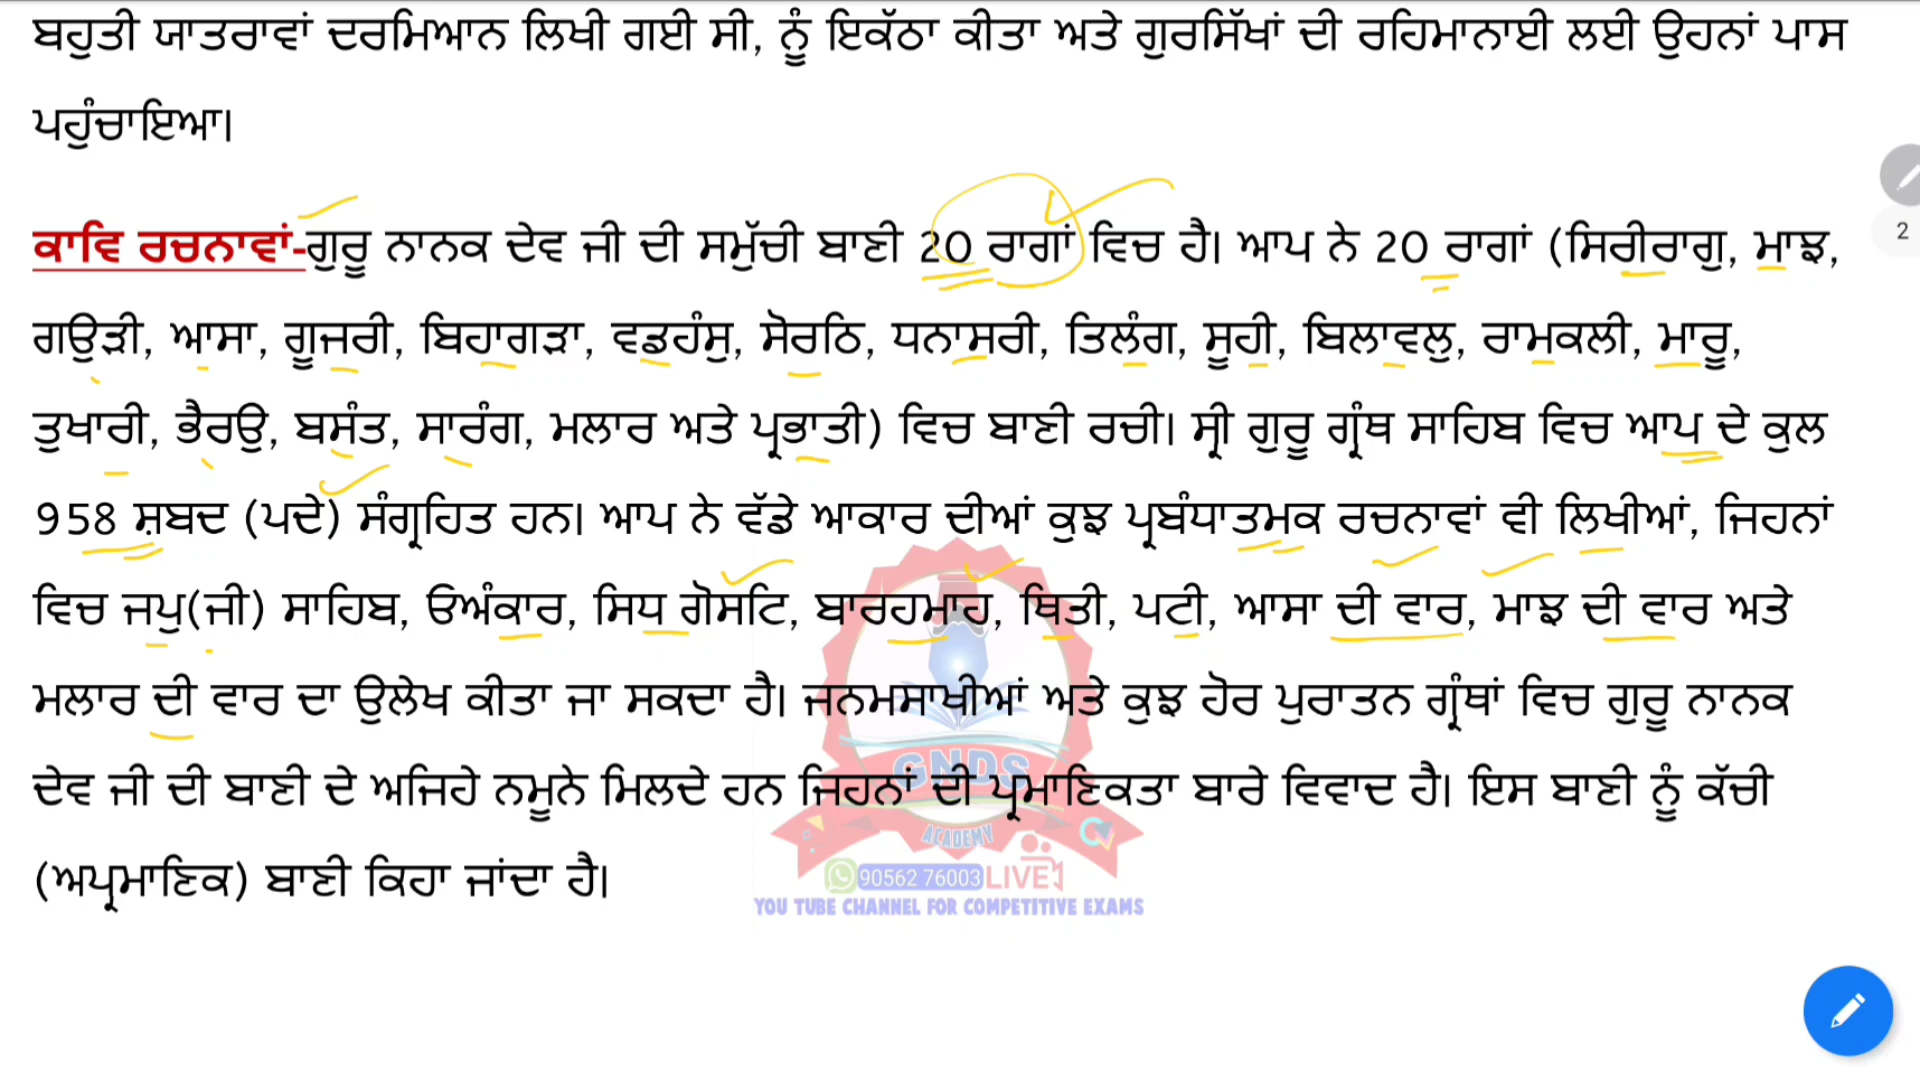 ਬਹੁਤੀ ਯਾਤਰਾਵਾਂ ਦਰਮਿਆਨ ਲਿਖੀ ਗਈ ਸੀ, ਨੂੰ ਇਕੱਠਾ ਕੀਤਾ ਅਤੇ ਗੁਰਸਿੱਖਾਂ ਦੀ ਰਹਿਮਾਨਾਈ ਲਈ ਉਹਨਾਂ ਪਾਸ
ਪਹੁੰਚਾਇਆ।
2
ਕਾਵਿ ਰਚਨਾਵਾਂ-ਗੁਰੂ ਨਾਨਕ ਦੇਵ ਜੀ ਦੀ ਸਮੁੱਚੀ ਬਾਣੀ 20 ਰਾਗਾਂ ਵਿਚ ਹੈ। ਆਪ ਨੇ 20 ਰਾਗਾਂ (ਸਿਰੀਰਾਗੁ, ਮਾਝ,
ਗਉੜੀ, ਆਸਾ, ਗੂਜਰੀ, ਬਿਹਾਗੜਾ, ਵਡਹੰਸੁ, ਸੋਰਠਿ, ਧਨਾਸਰੀ, ਤਿਲੰਗ, ਸੂਹੀ, ਬਿਲਾਵਲੁ, ਰਾਮਕਲੀ, ਮਾਰੂ,
ਤੁਖਾਰੀ, ਭੈਰਉ, ਬਸੰਤ, ਸਾਰੰਗ, ਮਲਾਰ ਅਤੇ ਪ੍ਰਭਾਤੀ) ਵਿਚ ਬਾਣੀ ਰਚੀ। ਸ੍ਰੀ ਗੁਰੂ ਗ੍ਰੰਥ ਸਾਹਿਬ ਵਿਚ ਆਪ ਦੇ ਕੁਲ
958 ਸ਼ਬਦ (ਪਦੇ) ਸੰਗ੍ਰਹਿਤ ਹਨ। ਆਪ ਨੇ ਵੱਡੇ ਆਕਾਰ ਦੀਆਂ ਕੁਝ ਪ੍ਰਬੰਧਾਤਮਕ ਰਚਨਾਵਾਂ ਵੀ ਲਿਖੀਆਂ, ਜਿਹਨਾਂ
ਵਿਚ ਜਪੁ(ਜੀ) ਸਾਹਿਬ, ਓਅੰਕਾਰ, ਸਿਧ ਗੋਸਟਿ, ਬਾਰਹਮਾਹ, ਥਿਤੀ, ਪਟੀ, ਆਸਾ ਦੀ ਵਾਰ, ਮਾਝ ਦੀ ਵਾਰ ਅਤੇ
ਮਲਾਰ ਦੀ ਵਾਰ ਦਾ ਉਲੇਖ ਕੀਤਾ ਜਾ ਸਕਦਾ ਹੈ। ਜਨਮਸਾਖੀਆਂ ਅਤੇ ਕੁਝ ਹੋਰ ਪੁਰਾਤਨ ਗ੍ਰੰਥਾਂ ਵਿਚ ਗੁਰੂ ਨਾਨਕ
ਦੇਵ ਜੀ ਦੀ ਬਾਣੀ ਦੇ ਅਜਿਹੇ ਨਮੂਨੇ ਮਿਲਦੇ ਹਨ ਜਿਹਨਾਂ ਦੀ ਪ੍ਰਮਾਣਿਕਤਾ ਬਾਰੇ ਵਿਵਾਦ ਹੈ। ਇਸ ਬਾਣੀ ਨੂੰ ਕੱਚੀ
(ਅਪ੍ਰਮਾਣਿਕ) ਬਾਣੀ ਕਿਹਾ ਜਾਂਦਾ ਹੈ।
GNDS
ACADEMY
90562 76003 LIVE
YOU TUBE CHANNEL FOR COMPETITIVE EXAMS